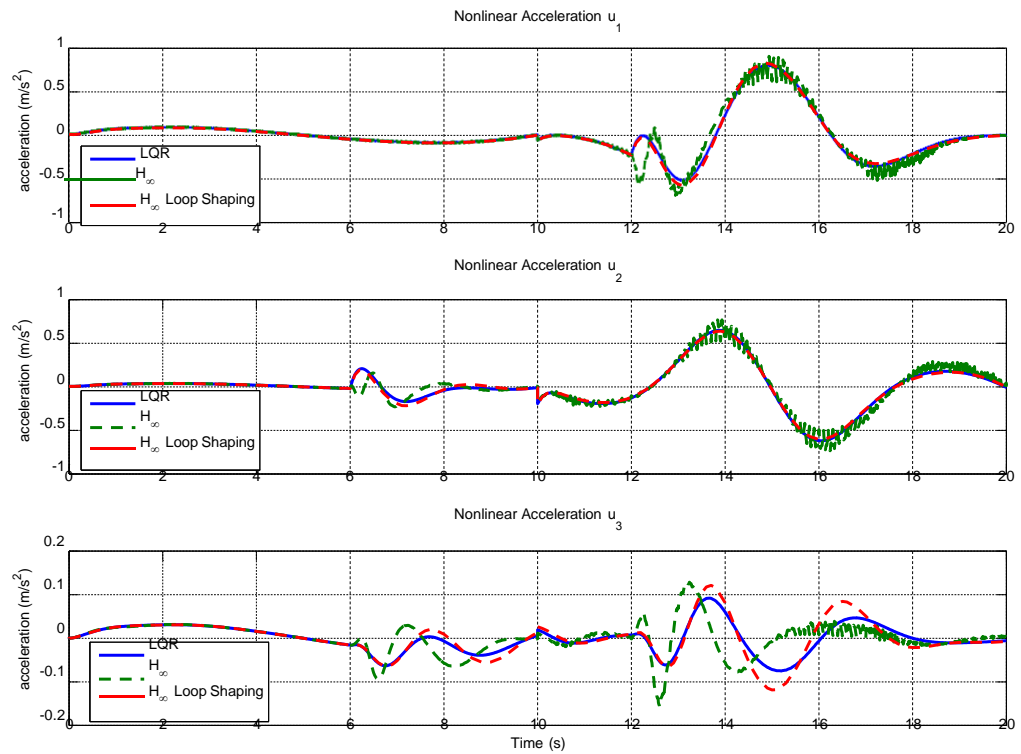 Nonlinear Acceleration u1
acceleration (m/s²)
1
0.5
0
-0.5
-1
LQR
H∞
H∞ Loop Shaping
0 2 4 6 8 10 12 14 16 18 20
Nonlinear Acceleration u2
acceleration (m/s²)
1
0.5
0
-0.5
-1
LQR
H∞
H∞ Loop Shaping
0 2 4 6 8 10 12 14 16 18 20
Nonlinear Acceleration u3
acceleration (m/s²)
0.2
0.1
0
-0.1
-0.2
LQR
H∞
H∞ Loop Shaping
0 2 4 6 8 10 12 14 16 18 20
Time (s)